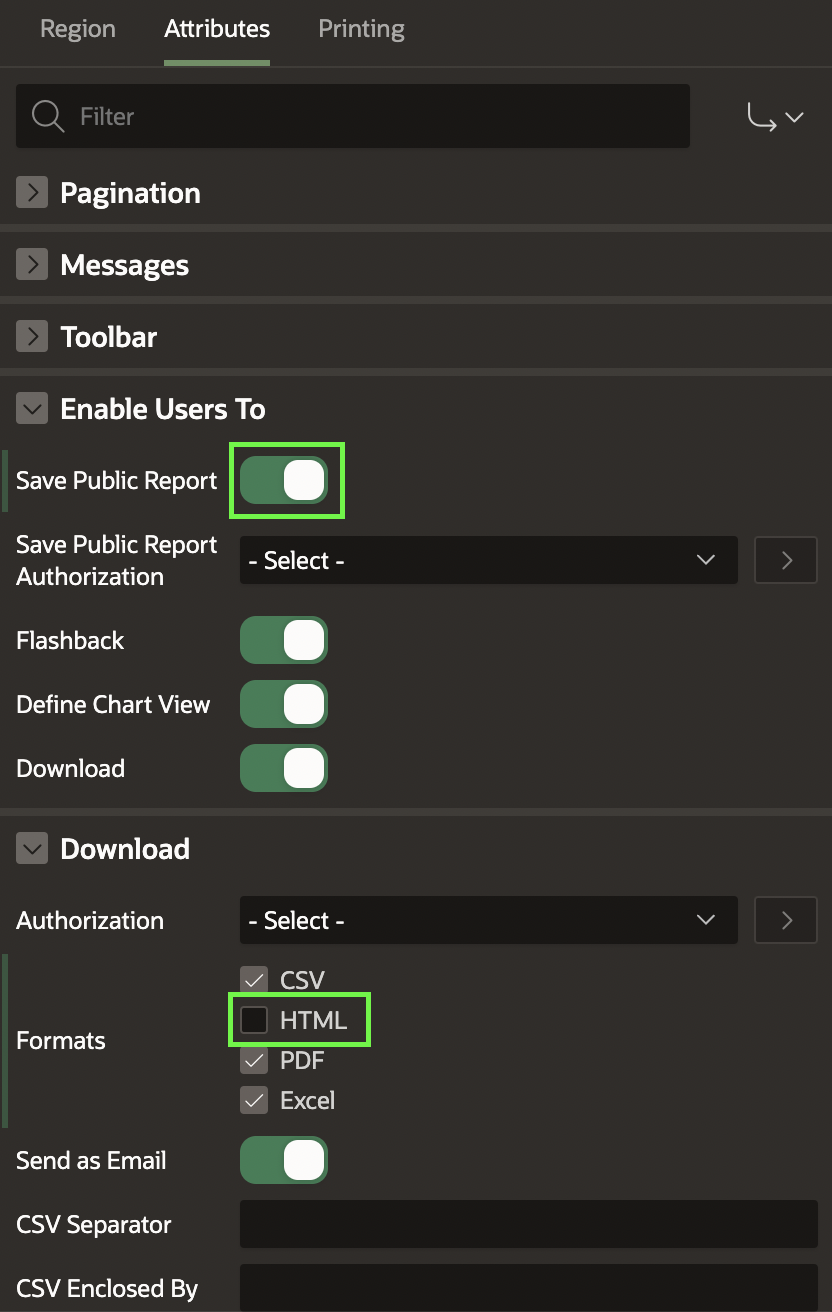 Region Attributes Printing
Filter
Pagination
Messages
Toolbar
Enable Users To
Save Public Report
Save Public Report
Authorization
- Select -
Flashback
Define Chart View
Download
Download
Authorization - Select -
Formats
CSV
HTML
PDF
Excel
Send as Email
CSV Separator
CSV Enclosed By